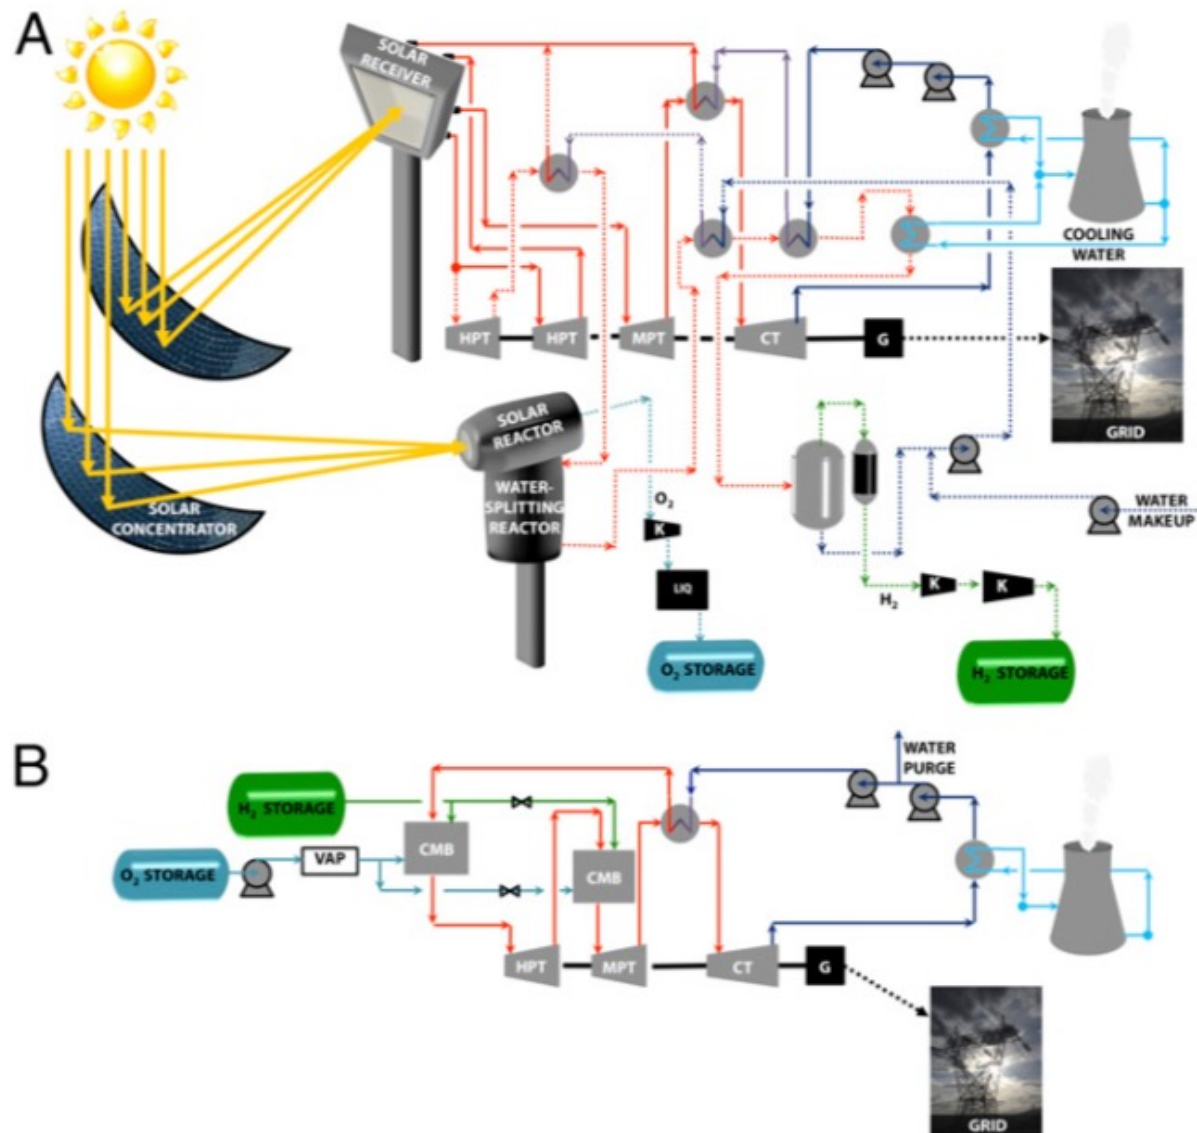 A
SOLAR
RECEIVER
COOLING
WATER
HPT
HPT
MPT
CT
G
GRID
SOLAR
REACTOR
WATER-
SPLITTING
REACTOR
SOLAR
CONCENTRATOR
O₂
K
LIQ
O₂ STORAGE
WATER
MAKEUP
H₂
K
K
H₂ STORAGE
B
WATER
PURGE
H₂ STORAGE
O₂ STORAGE
VAP
CMB
CMB
HPT
MPT
CT
G
GRID